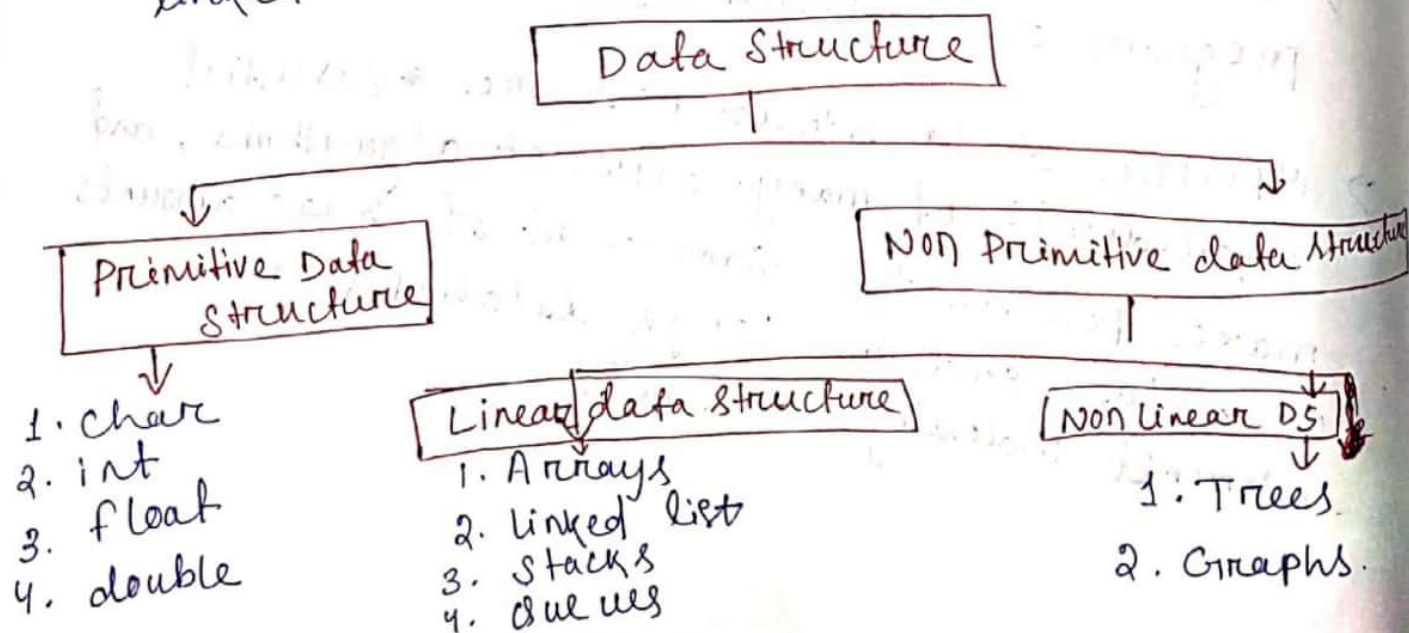 Data Structure
Primitive Data
Structure
Non Primitive data structure
Linear data structure
Non Linear DS
1. char
2. int
3. float
4. double
1. Arrays
2. linked list
3. Stacks
4. Queues
1. Trees
2. Graphs.